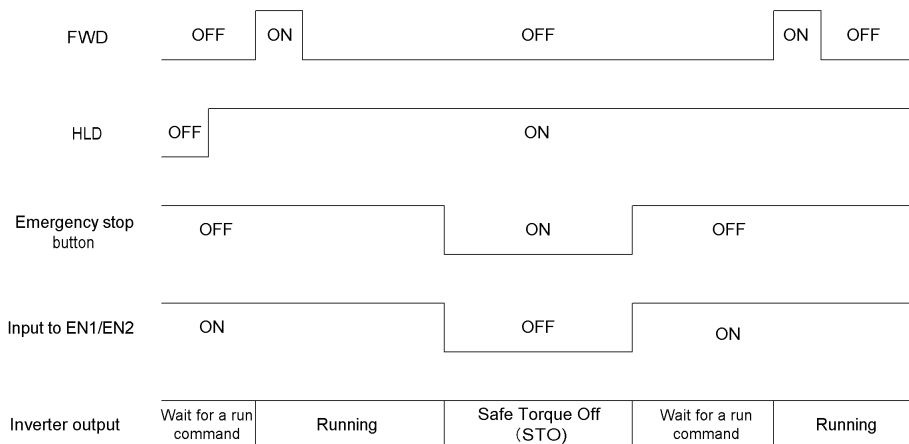 FWD OFF ON OFF ON OFF
HLD OFF ON
Emergency stop
button
OFF ON OFF
Input to EN1/EN2 ON OFF ON
Inverter output
Wait for a run
command
Running
Safe Torque Off
(STO)
Wait for a run
command
Running